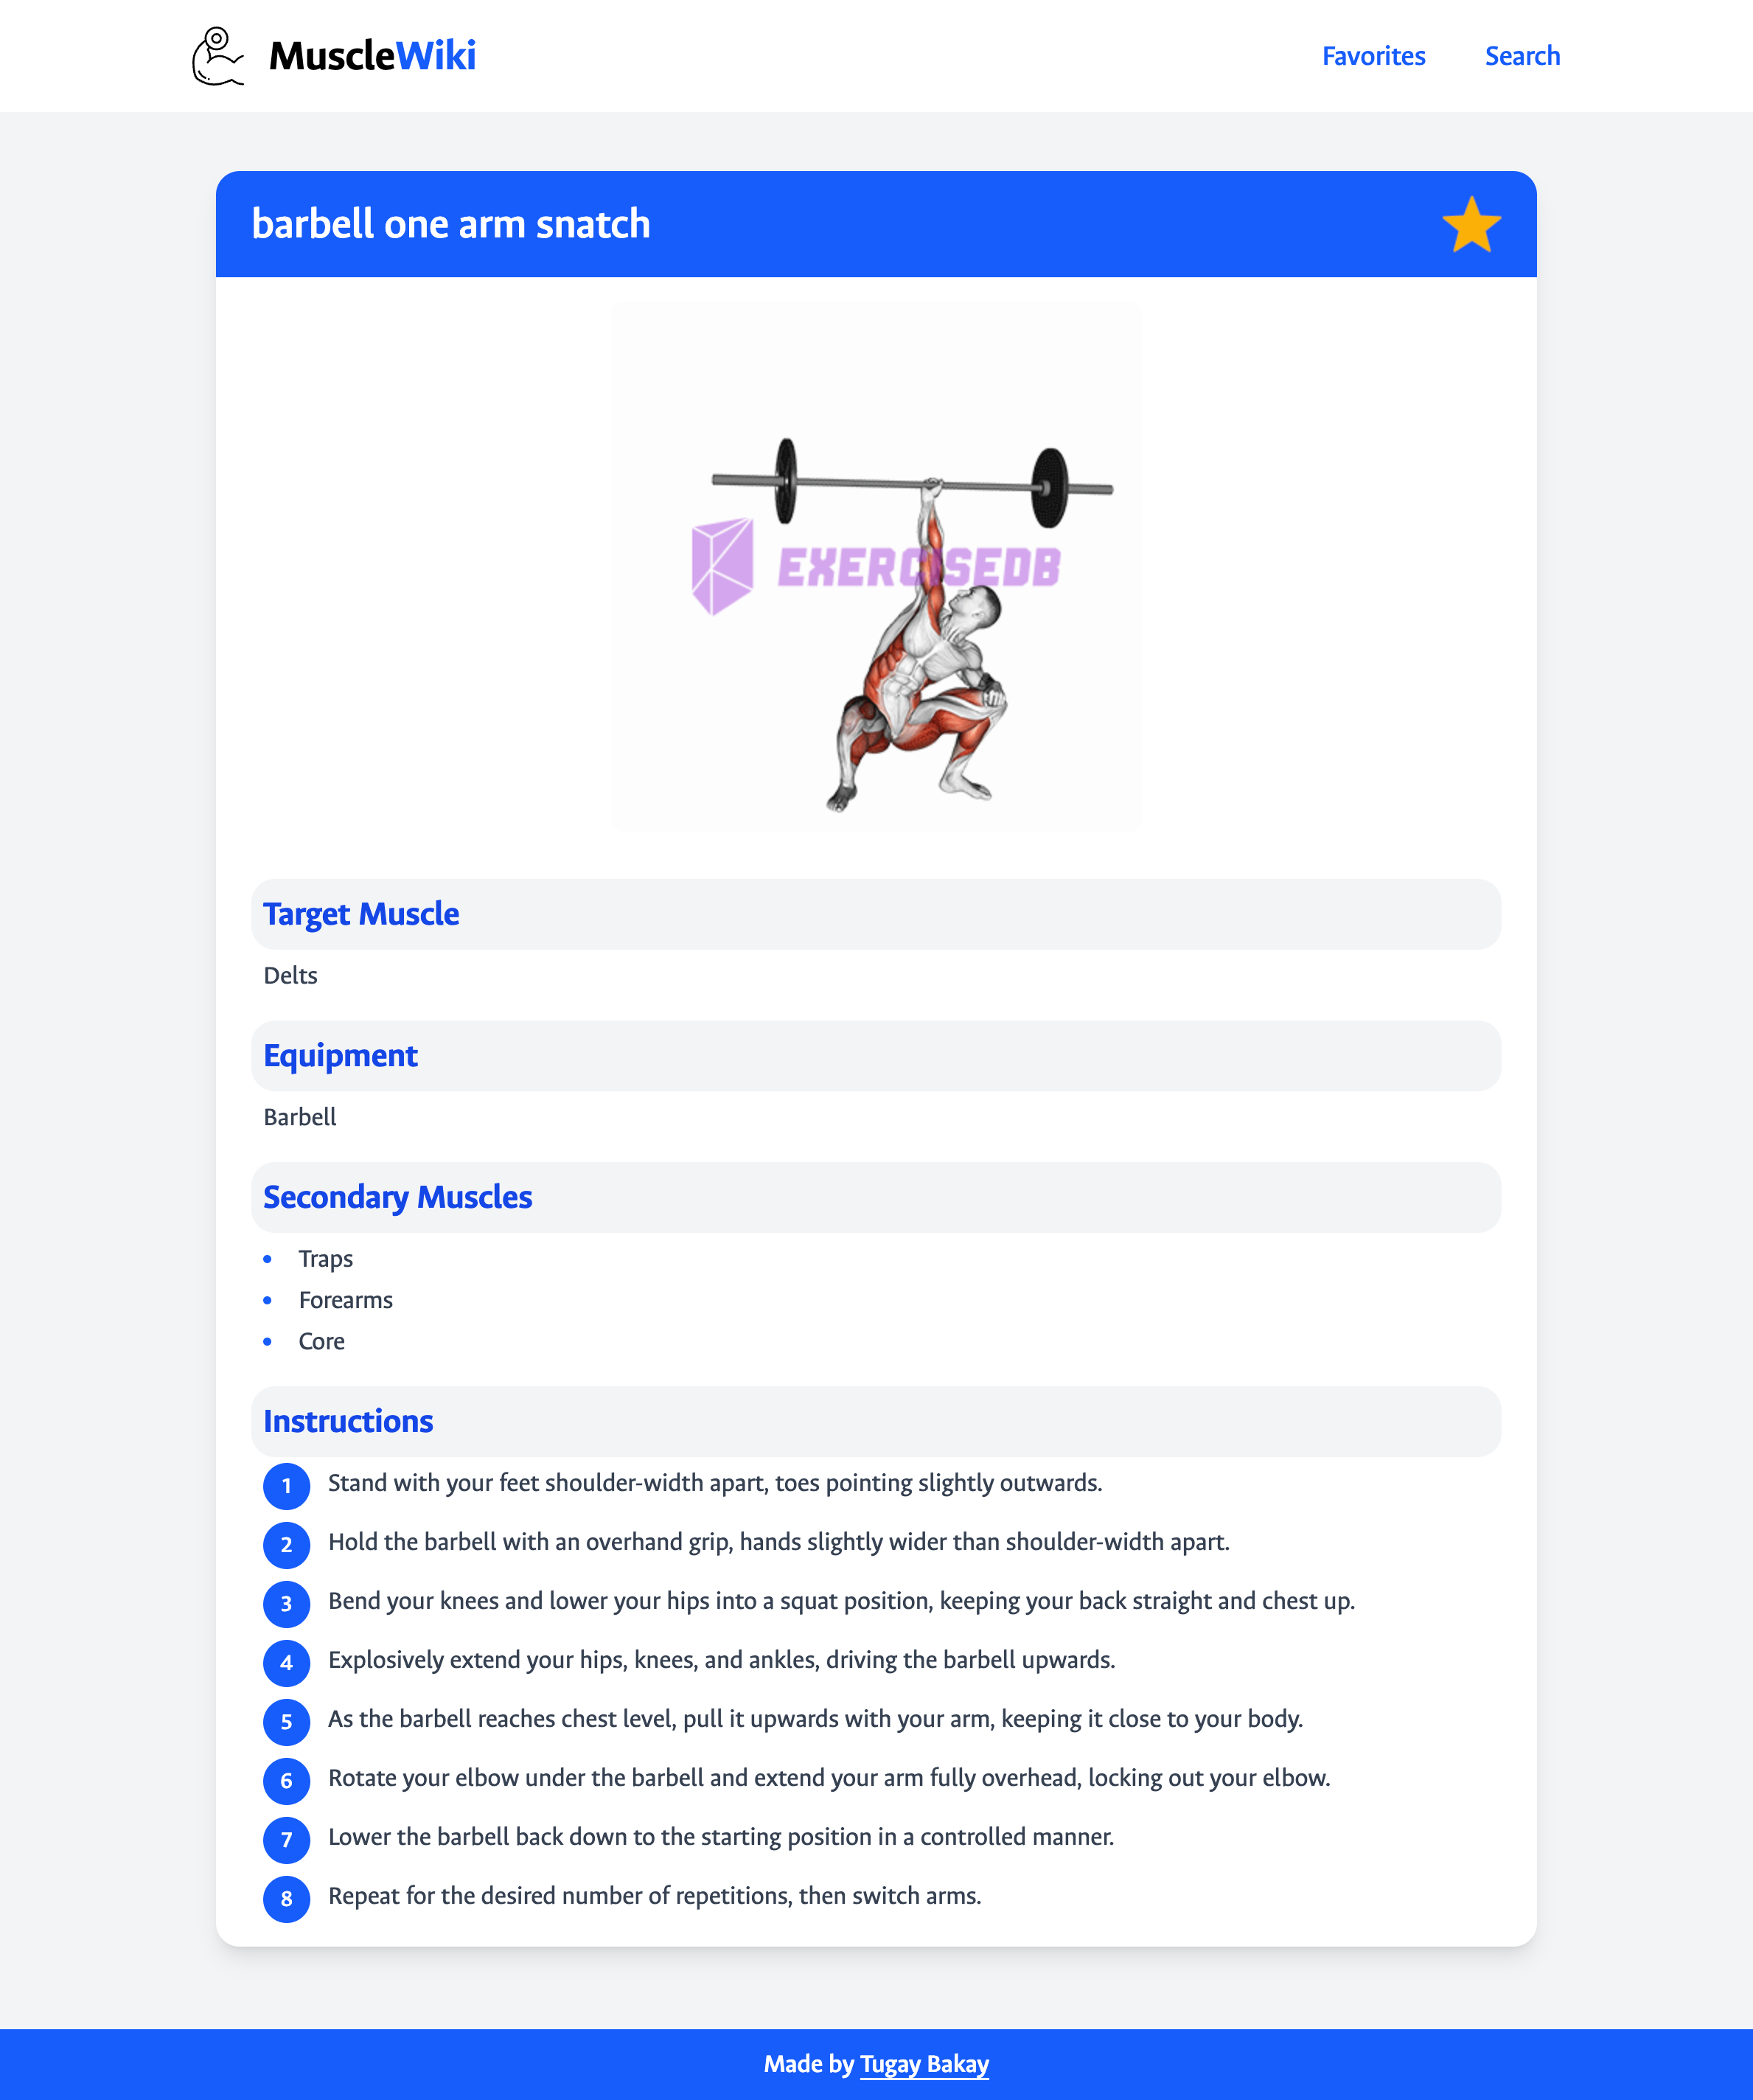 MuscleWiki
Favorites
Search
barbell one arm snatch
EXERCISEDB
Target Muscle
Delts
Equipment
Barbell
Secondary Muscles
Traps
Forearms
Core
Instructions
1 Stand with your feet shoulder-width apart, toes pointing slightly outwards.
2 Hold the barbell with an overhand grip, hands slightly wider than shoulder-width apart.
3 Bend your knees and lower your hips into a squat position, keeping your back straight and chest up.
4 Explosively extend your hips, knees, and ankles, driving the barbell upwards.
5 As the barbell reaches chest level, pull it upwards with your arm, keeping it close to your body.
6 Rotate your elbow under the barbell and extend your arm fully overhead, locking out your elbow.
7 Lower the barbell back down to the starting position in a controlled manner.
8 Repeat for the desired number of repetitions, then switch arms.
Made by Tugay Bakay